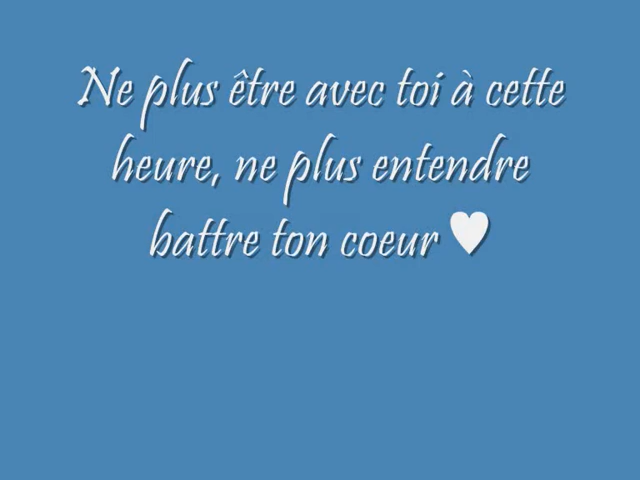 Ne plus être avec toi à cette
heure, ne plus entendre
battre ton coeur ♥